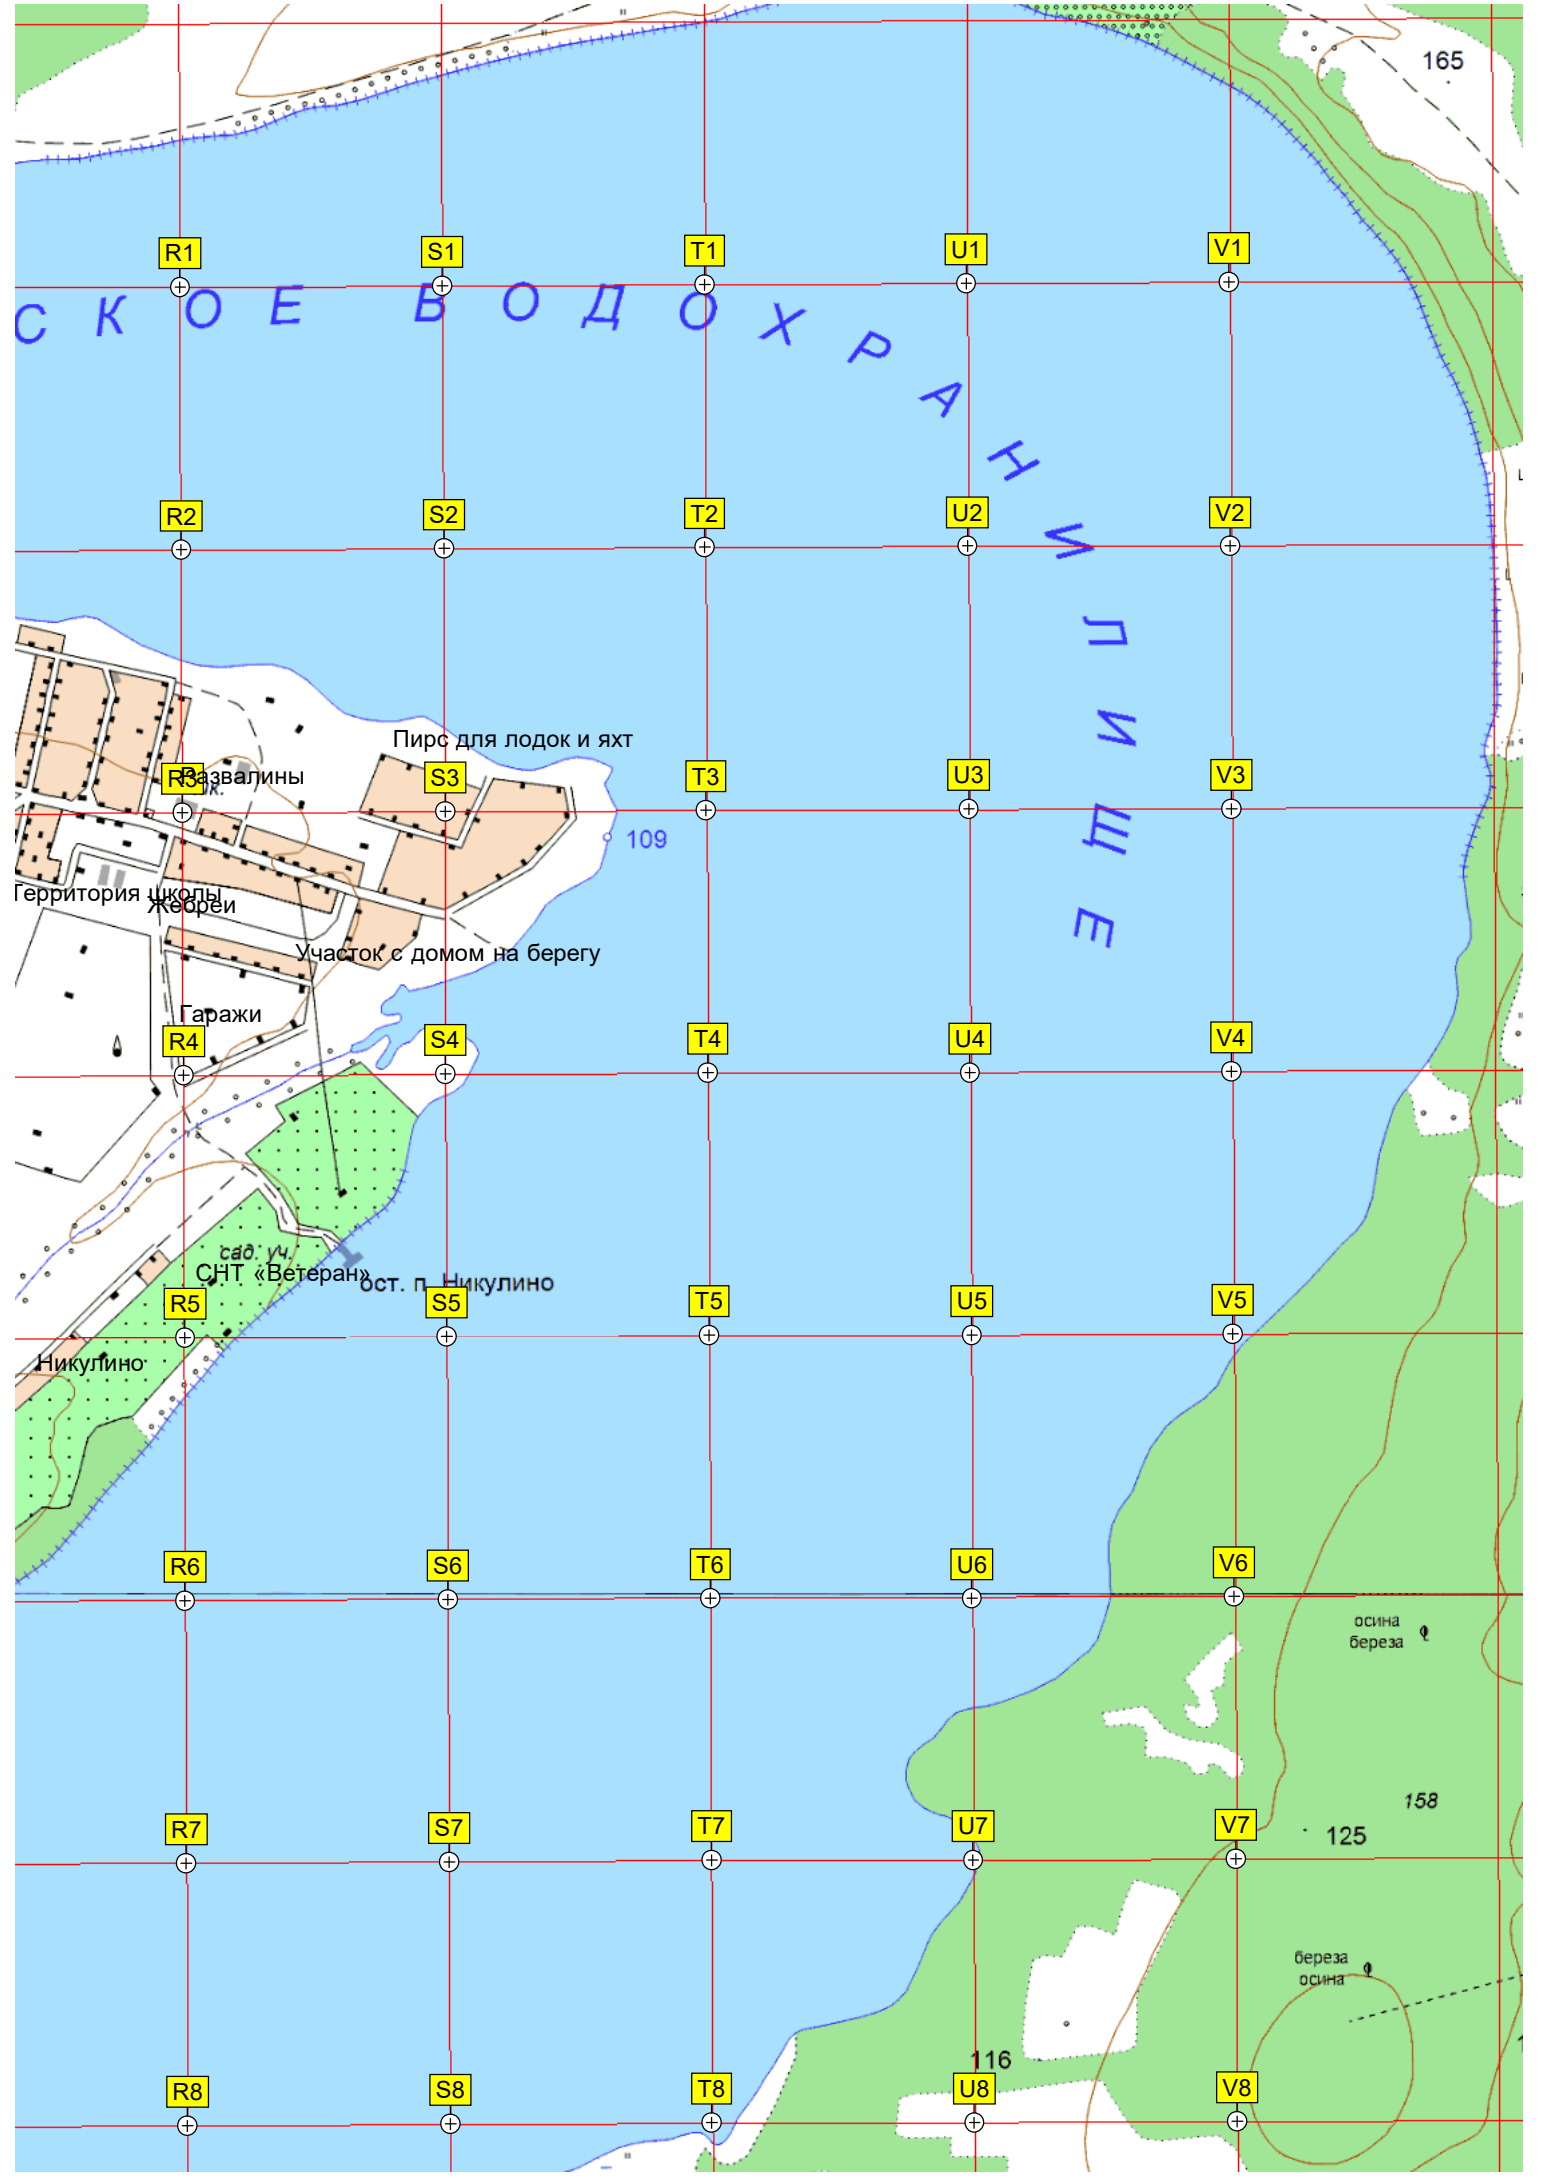 165
R1
S1
T1
U1
V1
СКОЕ ВОДОХРАНИЛИЩЕ
R2
S2
T2
U2
V2
Пирс для лодок и яхт
R3
Развалины
S3
T3
U3
V3
109
Территория школы
Жебреи
Участок с домом на берегу
Гаражи
R4
S4
T4
U4
V4
сад. уч.
СНТ «Ветеран»
ост. п. Никулино
R5
S5
T5
U5
V5
Никулино
R6
S6
T6
U6
V6
осина
береза
158
125
R7
S7
T7
U7
V7
береза
осина
116
R8
S8
T8
U8
V8